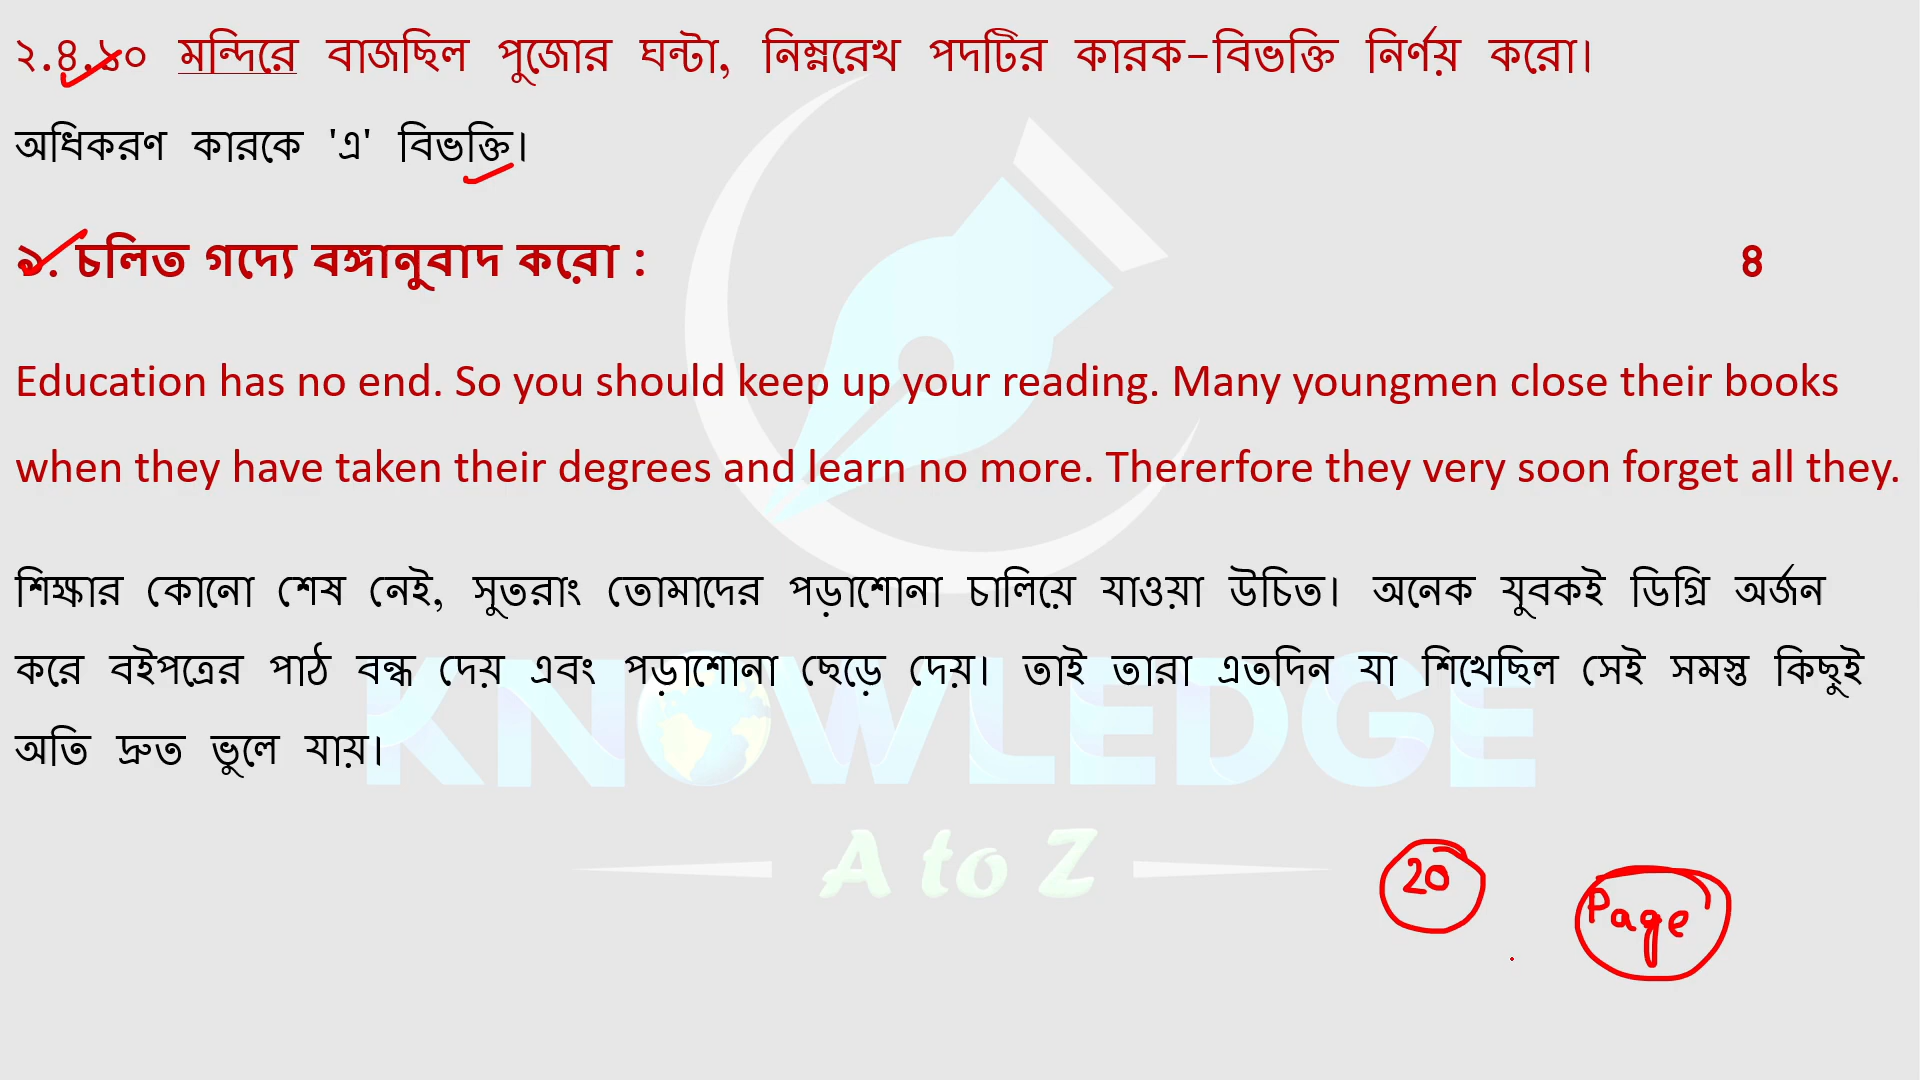 ২.৪.১০ মন্দিরে বাজছিল পুজোর ঘন্টা, নিম্নরেখ পদটির কারক-বিভক্তি নির্ণয় করো।
অধিকরণ কারকে 'এ' বিভক্তি।
৯. চলিত গদ্যে বঙ্গানুবাদ করো : ৪
Education has no end. So you should keep up your reading. Many youngmen close their books
when they have taken their degrees and learn no more. Thererfore they very soon forget all they.
শিক্ষার কোনো শেষ নেই, সুতরাং তোমাদের পড়াশোনা চালিয়ে যাওয়া উচিত। অনেক যুবকই ডিগ্রি অর্জন
করে বইপত্রের পাঠ বন্ধ দেয় এবং পড়াশোনা ছেড়ে দেয়। তাই তারা এতদিন যা শিখেছিল সেই সমস্ত কিছুই
অতি দ্রুত ভুলে যায়।
KNOWLEDGE
A to Z
20
Page